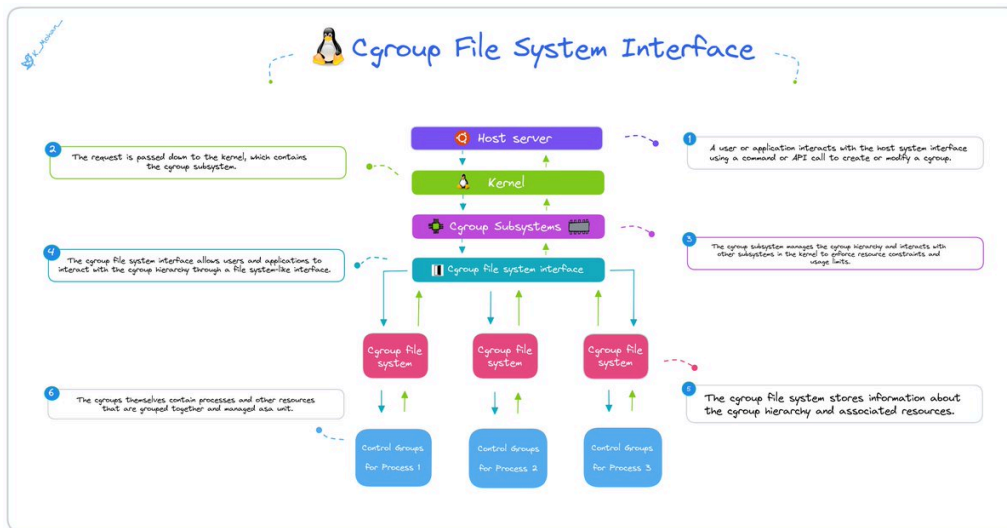 K_Mohan_
Cgroup File System Interface
Host server
1
A user or application interacts with the host system interface
using a command or API call to create or modify a cgroup.
2
The request is passed down to the kernel, which contains
the cgroup subsystem.
Kernel
Cgroup Subsystems
3
The cgroup subsystem manages the cgroup hierarchy and interacts with
other subsystems in the kernel to enforce resource constraints and
usage limits.
4
The cgroup file system interface allows users and applications to
interact with the cgroup hierarchy through a file system-like interface.
Cgroup file system interface
Cgroup file
system
Cgroup file
system
Cgroup file
system
5
The cgroup file system stores information about
the cgroup hierarchy and associated resources.
6
The cgroups themselves contain processes and other resources
that are grouped together and managed asa unit.
Control Groups
for Process 1
Control Groups
for Process 2
Control Groups
for Process 3